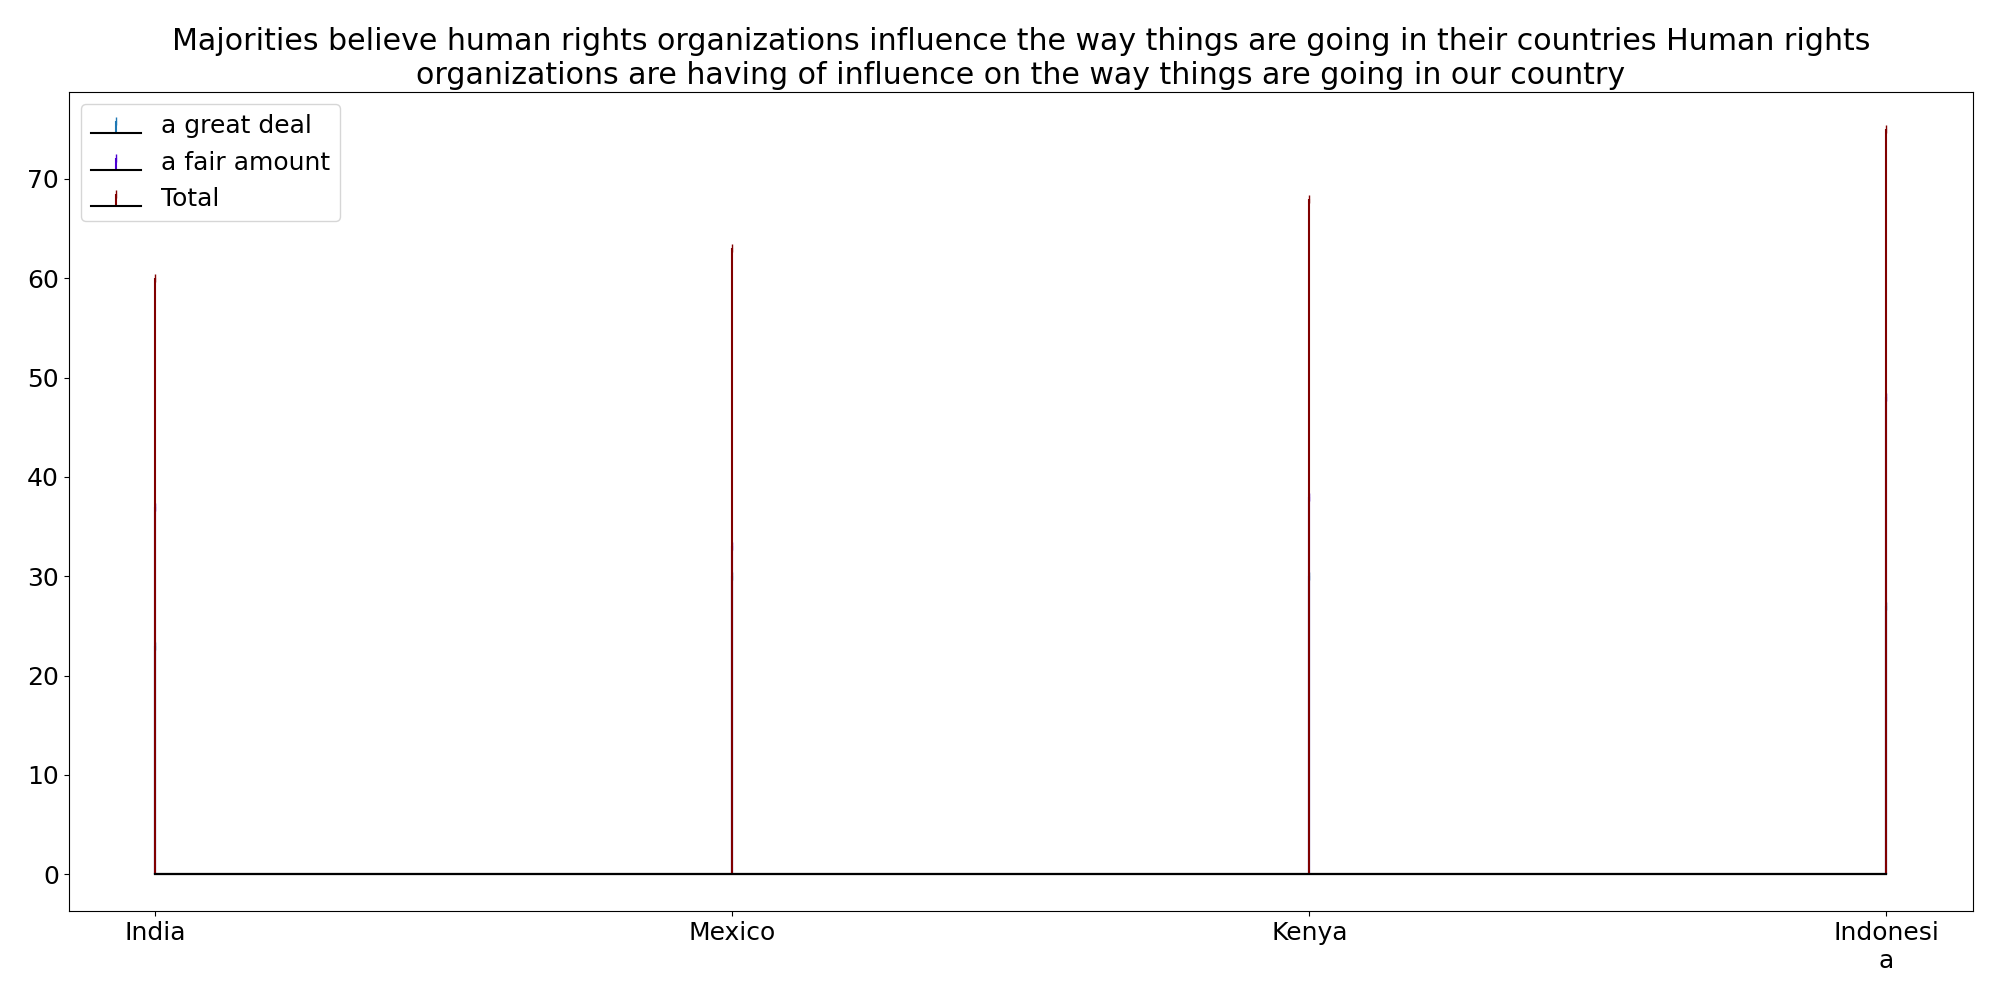 Majorities believe human rights organizations influence the way things are going in their countries Human rights
organizations are having of influence on the way things are going in our country
a great deal
a fair amount
Total
70
60
50
40
30
20
10
0
India
Mexico
Kenya
Indonesi
a